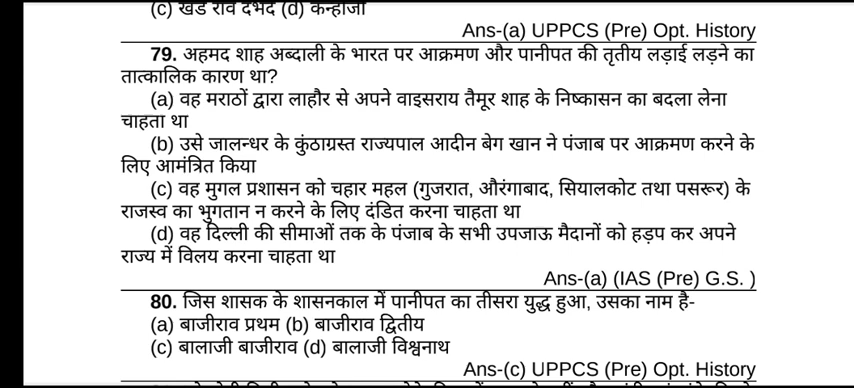 (c) खंडे राव दभदे (d) कन्होजी
Ans-(a) UPPCS (Pre) Opt. History
79. अहमद शाह अब्दाली के भारत पर आक्रमण और पानीपत की तृतीय लड़ाई लड़ने का
तात्कालिक कारण था?
(a) वह मराठों द्वारा लाहौर से अपने वाइसराय तैमूर शाह के निष्कासन का बदला लेना
चाहता था
(b) उसे जालन्धर के कुंठाग्रस्त राज्यपाल आदीन बेग खान ने पंजाब पर आक्रमण करने के
लिए आमंत्रित किया
(c) वह मुगल प्रशासन को चहार महल (गुजरात, औरंगाबाद, सियालकोट तथा पसरूर) के
राजस्व का भुगतान न करने के लिए दंडित करना चाहता था
(d) वह दिल्ली की सीमाओं तक के पंजाब के सभी उपजाऊ मैदानों को हड़प कर अपने
राज्य में विलय करना चाहता था
Ans-(a) (IAS (Pre) G.S. )
80. जिस शासक के शासनकाल में पानीपत का तीसरा युद्ध हुआ, उसका नाम है-
(a) बाजीराव प्रथम (b) बाजीराव द्वितीय
(c) बालाजी बाजीराव (d) बालाजी विश्वनाथ
Ans-(c) UPPCS (Pre) Opt. History